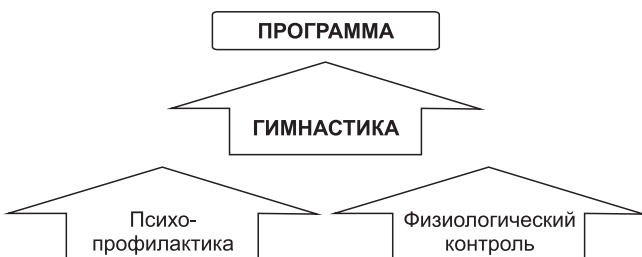 ПРОГРАММА
ГИМНАСТИКА
Психо-
профилактика
Физиологический
контроль